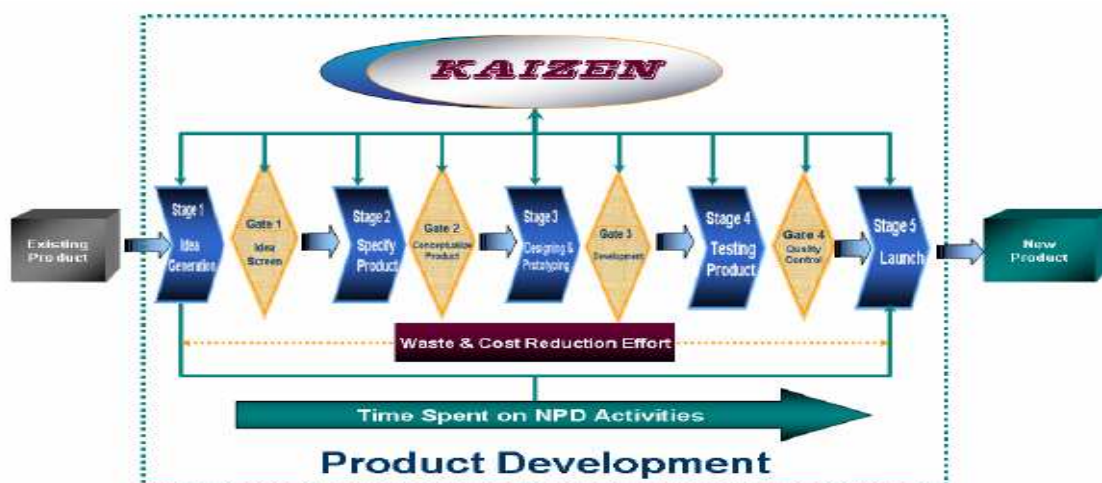 KAIZEN
Existing
Product
Stage 1
Idea
Generation
Gate 1
Idea
Screen
Stage 2
Specify
Product
Gate 2
Conceptualize
Product
Stage 3
Designing &
Prototyping
Gate 3
Development
Stage 4
Testing
Product
Gate 4
Quality
Control
Stage 5
Launch
New
Product
Waste & Cost Reduction Effort
Time Spent on NPD Activities
Product Development